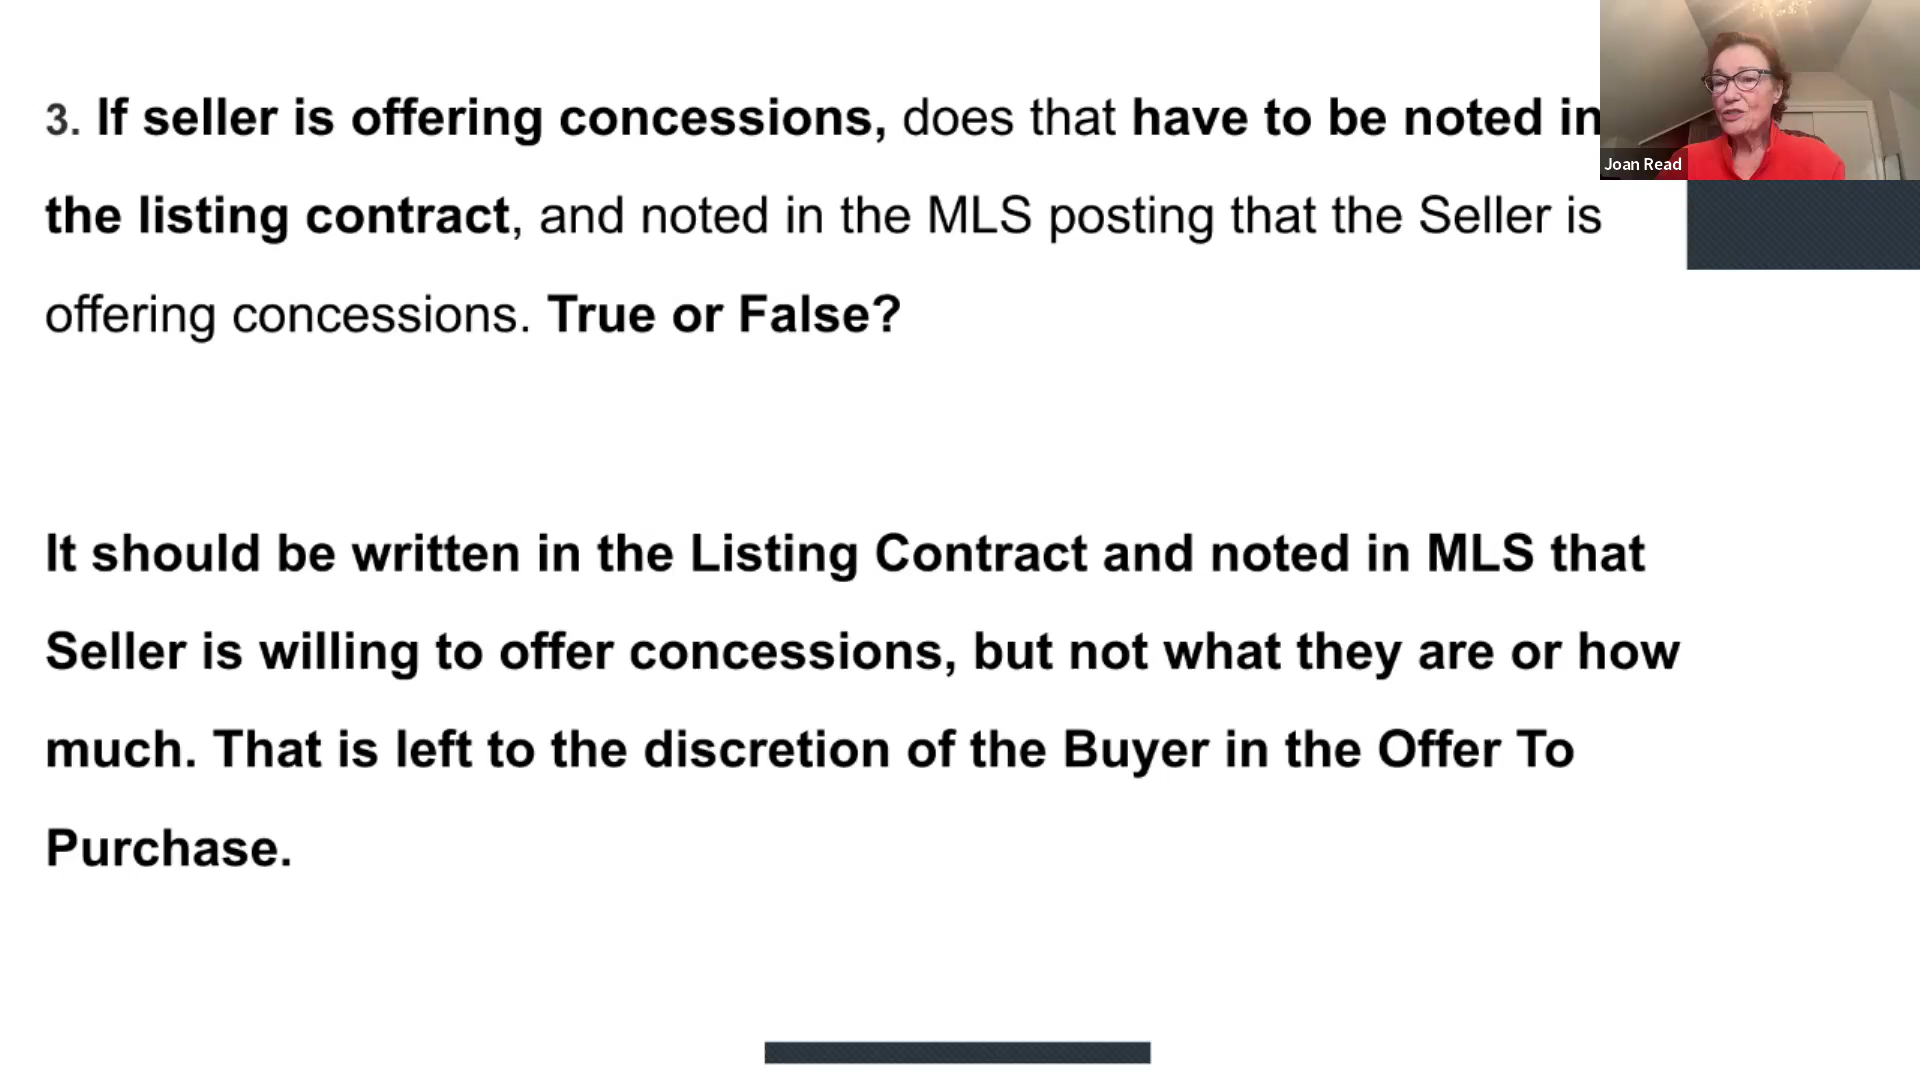 3. If seller is offering concessions, does that have to be noted in
the listing contract, and noted in the MLS posting that the Seller is
offering concessions. True or False?
It should be written in the Listing Contract and noted in MLS that
Seller is willing to offer concessions, but not what they are or how
much. That is left to the discretion of the Buyer in the Offer To
Purchase.
Joan Read